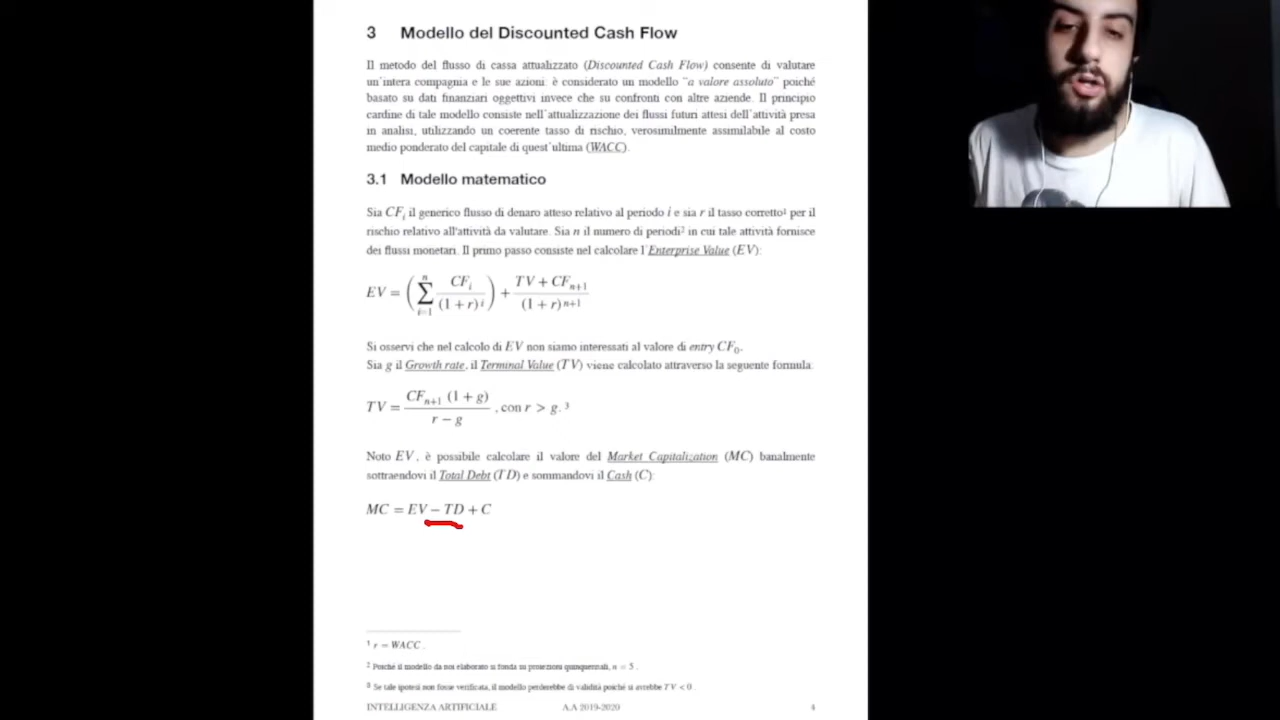 3 Modello del Discounted Cash Flow
Il metodo del flusso di cassa attualizzato (Discounted Cash Flow) consente di valutare
un'intera compagnia e le sue azioni: è considerato un modello "a valore assoluto" poiché
basato su dati finanziari oggettivi invece che su confronti con altre aziende. Il principio
cardine di tale modello consiste nell'attualizzazione dei flussi futuri attesi dell'attività presa
in analisi, utilizzando un coerente tasso di rischio, verosimilmente assimilabile al costo
medio ponderato del capitale di quest'ultima (WACC).
3.1 Modello matematico
Sia CF_i il generico flusso di denaro atteso relativo al periodo i e sia r il tasso corretto¹ per il
rischio relativo all'attività da valutare. Sia n il numero di periodi² in cui tale attività fornisce
dei flussi monetari. Il primo passo consiste nel calcolare l'Enterprise Value (EV):
EV = ( ∑_{i=1}^{n} CF_i / (1 + r)^i ) + (TV + CF_{n+1}) / (1 + r)^{n+1}
Si osservi che nel calcolo di EV non siamo interessati al valore di entry CF_0.
Sia g il Growth rate, il Terminal Value (TV) viene calcolato attraverso la seguente formula:
TV = CF_{n+1} (1 + g) / (r − g) , con r > g. ³
Noto EV, è possibile calcolare il valore del Market Capitalization (MC) banalmente
sottraendovi il Total Debt (TD) e sommandovi il Cash (C):
MC = EV − TD + C
¹ r = WACC .
² Poiché il modello da noi elaborato si fonda su proiezioni quinquennali, n = 5 .
³ Se tale ipotesi non fosse verificata, il modello perderebbe di validità poiché si avrebbe TV < 0 .
INTELLIGENZA ARTIFICIALE A.A 2019-2020 4